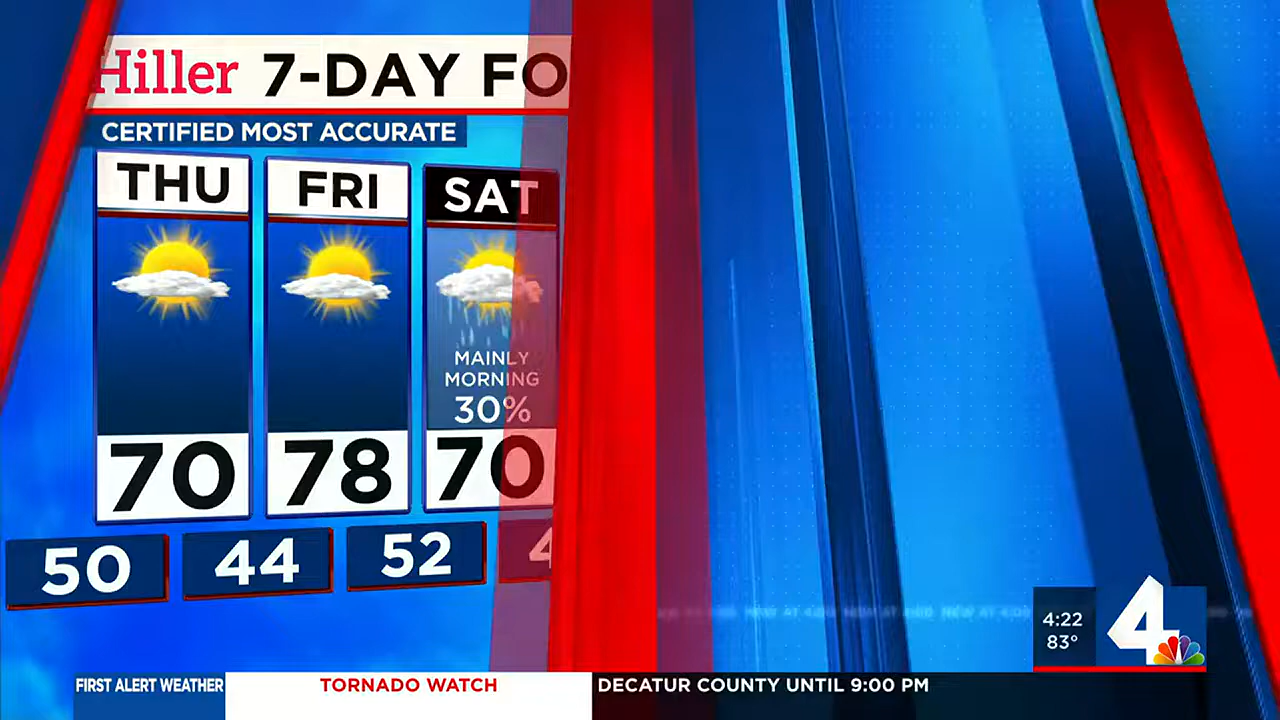 Hiller 7-DAY FO
CERTIFIED MOST ACCURATE
THU FRI SAT
MAINLY
MORNING
30%
70 78 70
50 44 52 4
4:22
83°
4
FIRST ALERT WEATHER TORNADO WATCH DECATUR COUNTY UNTIL 9:00 PM